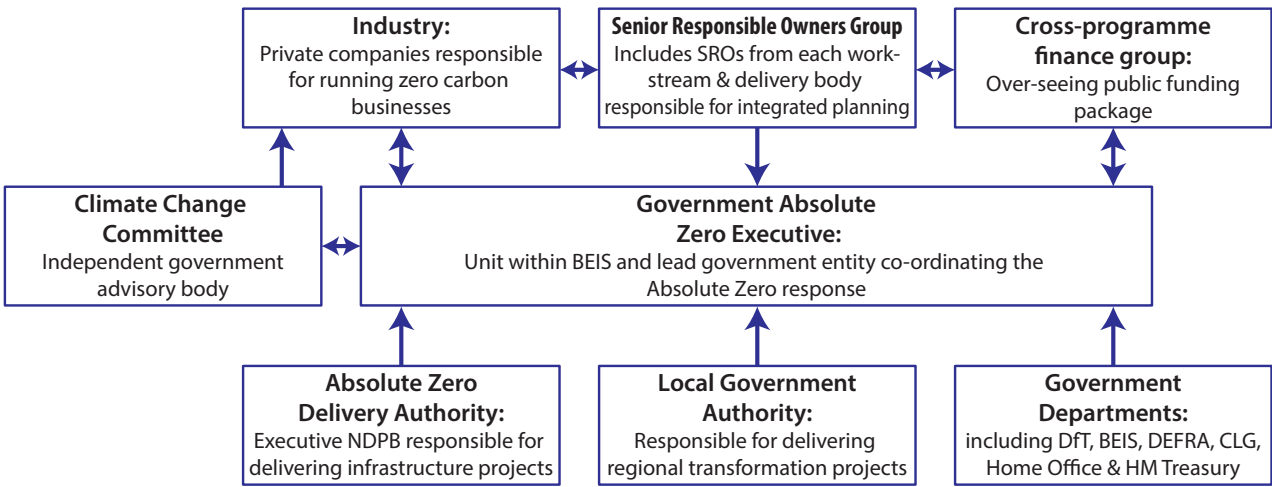 Industry:
Private companies responsible
for running zero carbon
businesses
Senior Responsible Owners Group
Includes SROs from each work-
stream & delivery body
responsible for integrated planning
Cross-programme
finance group:
Over-seeing public funding
package
Climate Change
Committee
Independent government
advisory body
Government Absolute
Zero Executive:
Unit within BEIS and lead government entity co-ordinating the
Absolute Zero response
Absolute Zero
Delivery Authority:
Executive NDPB responsible for
delivering infrastructure projects
Local Government
Authority:
Responsible for delivering
regional transformation projects
Government
Departments:
including DfT, BEIS, DEFRA, CLG,
Home Office & HM Treasury